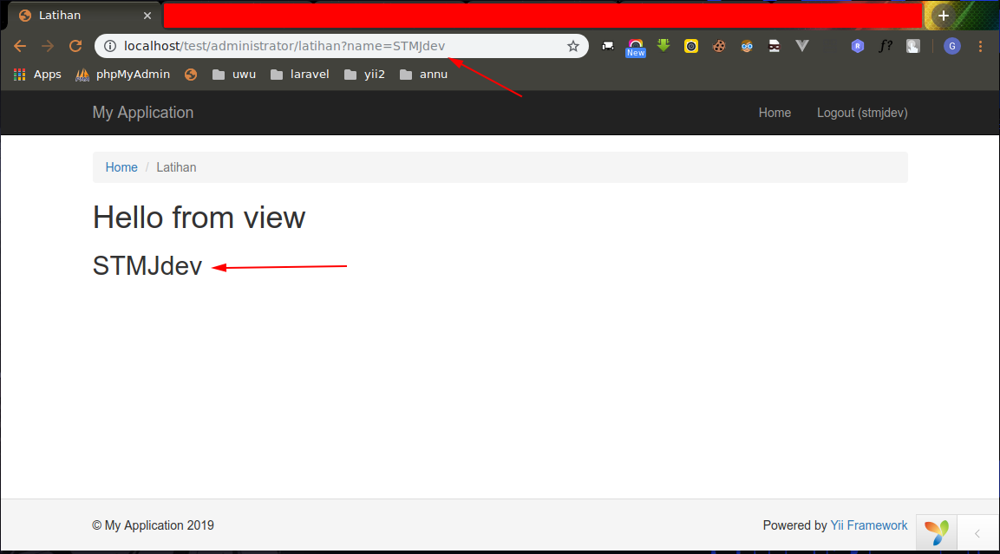 Latihan
localhost/test/administrator/latihan?name=STMJdev
New
R
f?
G
Apps phpMyAdmin uwu laravel yii2 annu
My Application Home Logout (stmjdev)
Home / Latihan
Hello from view
STMJdev
© My Application 2019 Powered by Yii Framework